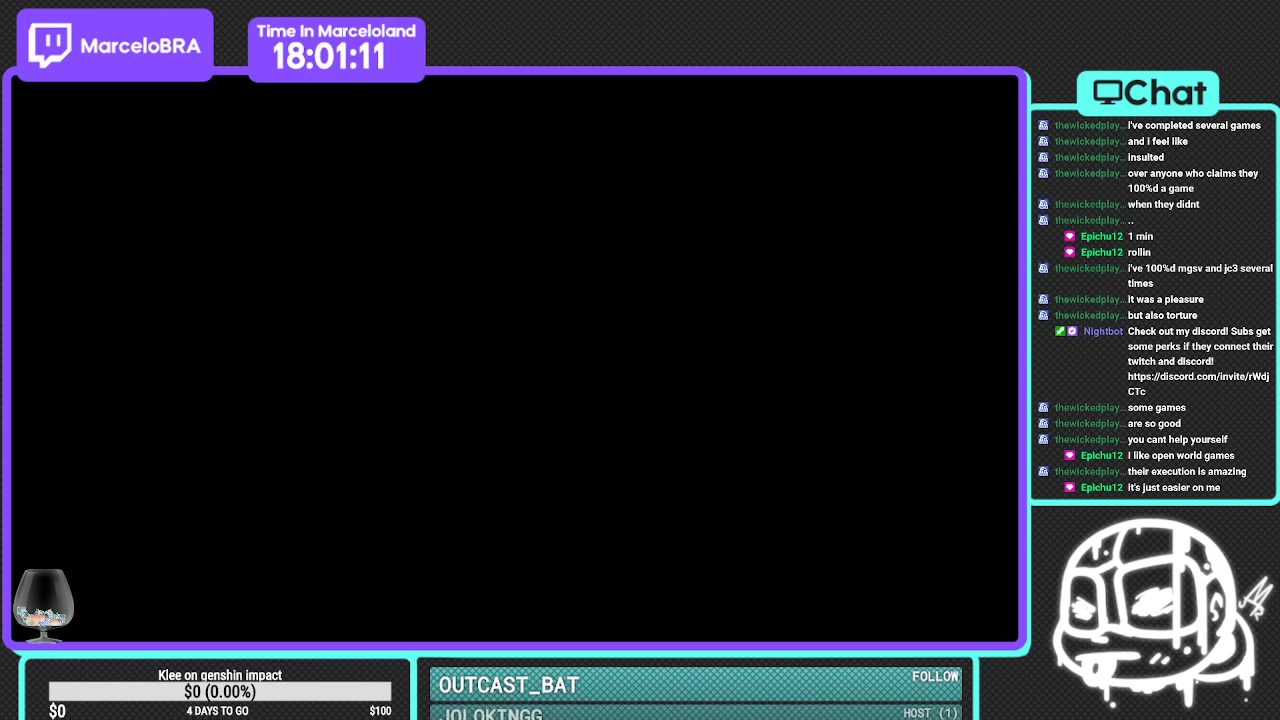 MarceloBRA
Time In Marceloland
18:01:11
Chat
thewickedplay... i've completed several games
thewickedplay... and i feel like
thewickedplay... insulted
thewickedplay... over anyone who claims they
100%d a game
thewickedplay... when they didnt
thewickedplay... ..
Epichu12 1 min
Epichu12 rollin
thewickedplay... i've 100%d mgsv and jc3 several
times
thewickedplay... it was a pleasure
thewickedplay... but also torture
Nightbot Check out my discord! Subs get
some perks if they connect their
twitch and discord!
https://discord.com/invite/rWdj
CTc
thewickedplay... some games
thewickedplay... are so good
thewickedplay... you cant help yourself
Epichu12 I like open world games
thewickedplay... their execution is amazing
Epichu12 It's just easier on me
Klee on genshin impact
$0 (0.00%)
$0 4 DAYS TO GO $100
OUTCAST_BAT FOLLOW
JOLOKINGG HOST (1)